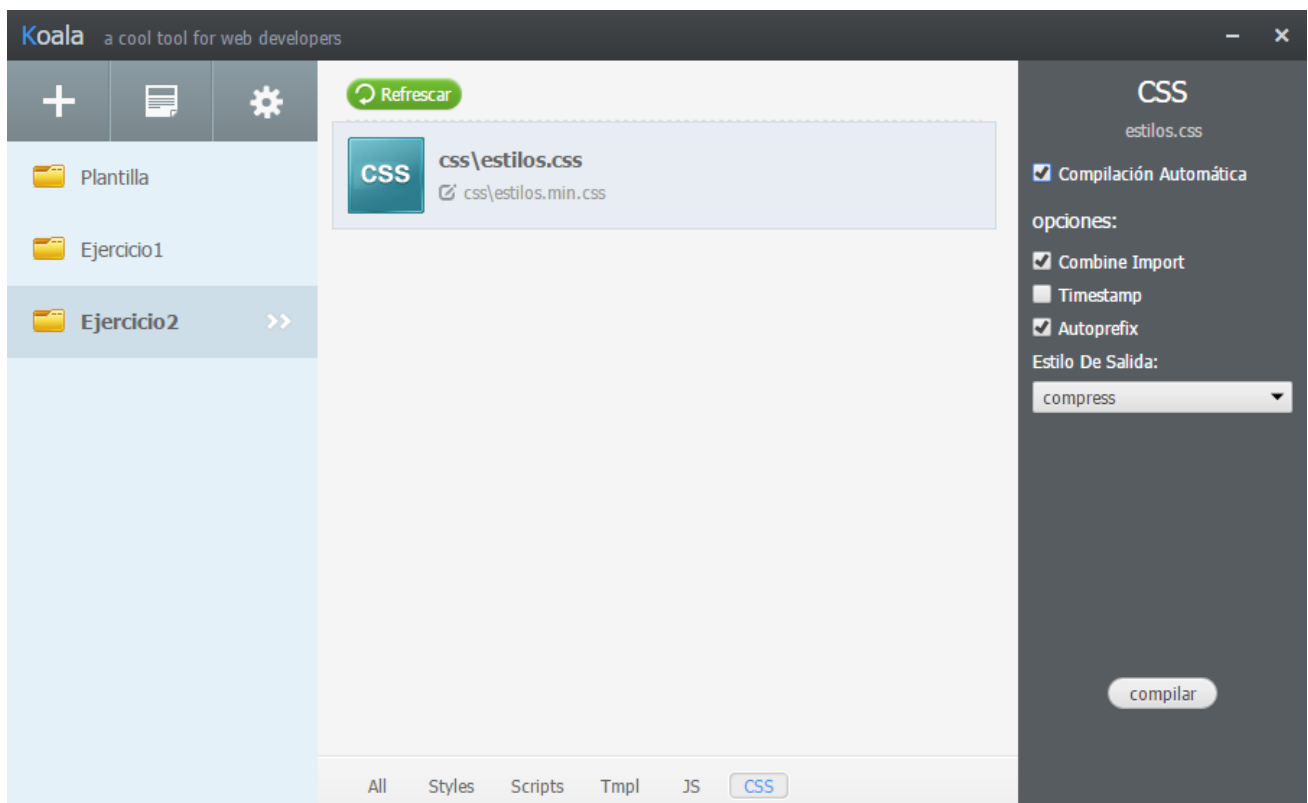 Koala a cool tool for web developers
Refrescar
Plantilla
Ejercicio1
Ejercicio2
CSS
css\estilos.css
css\estilos.min.css
All Styles Scripts Tmpl JS CSS
CSS
estilos.css
Compilación Automática
opciones:
Combine Import
Timestamp
Autoprefix
Estilo De Salida:
compress
compilar